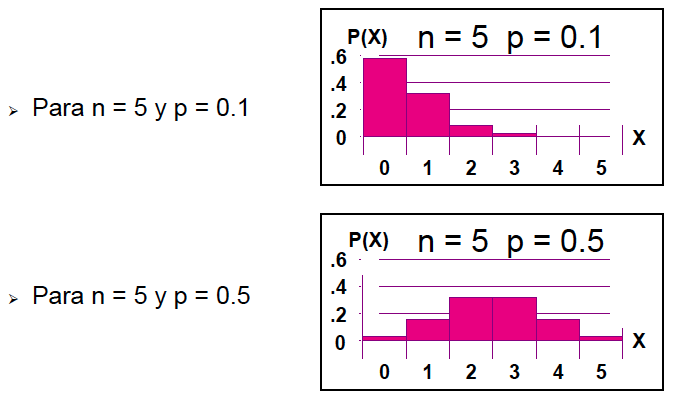 P(X) n = 5 p = 0.1
.6
.4
.2
0
X
0 1 2 3 4 5
➢ Para n = 5 y p = 0.1
P(X) n = 5 p = 0.5
.6
.4
.2
0
X
0 1 2 3 4 5
➢ Para n = 5 y p = 0.5